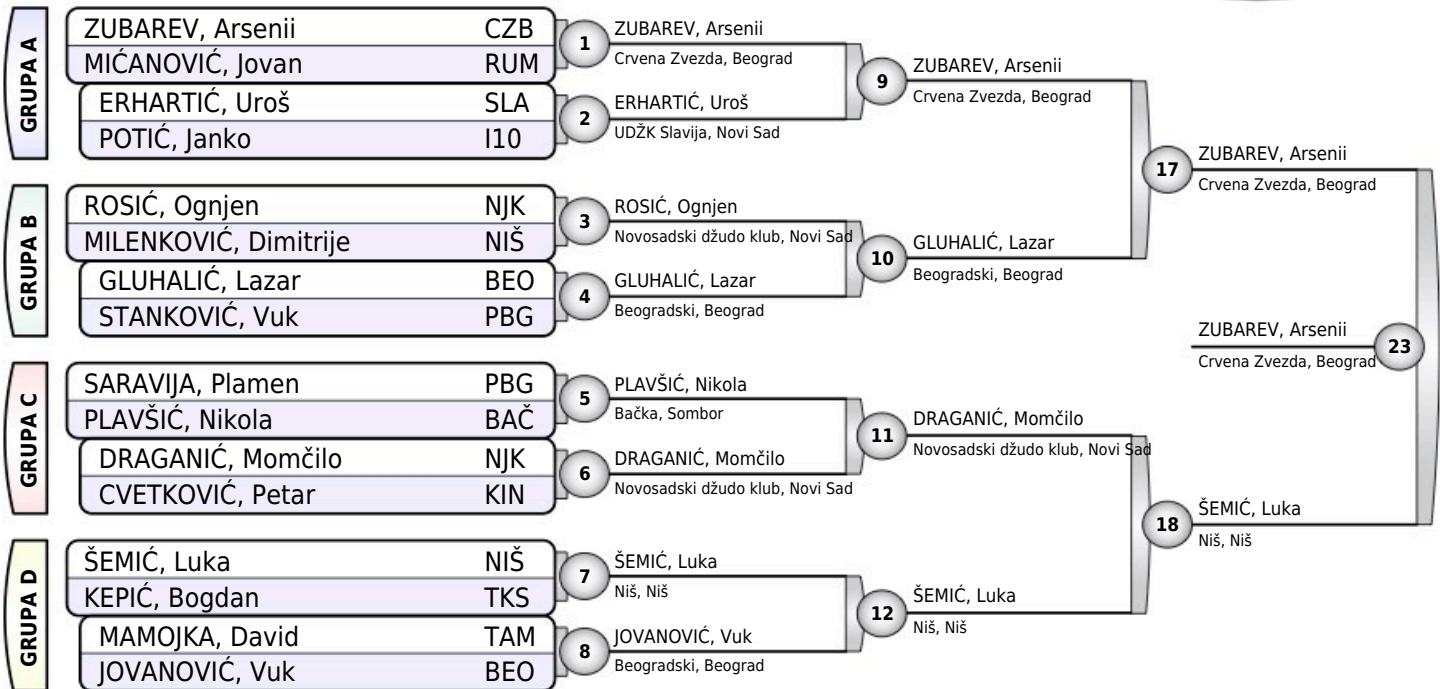 GRUPA A
ZUBAREV, Arsenii CZB
MIĆANOVIĆ, Jovan RUM
ERHARTIĆ, Uroš SLA
POTIĆ, Janko I10
GRUPA B
ROSIĆ, Ognjen NJK
MILENKOVIĆ, Dimitrije NIŠ
GLUHALIĆ, Lazar BEO
STANKOVIĆ, Vuk PBG
GRUPA C
SARAVIJA, Plamen PBG
PLAVŠIĆ, Nikola BAČ
DRAGANIĆ, Momčilo NJK
CVETKOVIĆ, Petar KIN
GRUPA D
ŠEMIĆ, Luka NIŠ
KEPIĆ, Bogdan TKS
MAMOJKA, David TAM
JOVANOVIĆ, Vuk BEO
1
ZUBAREV, Arsenii
Crvena Zvezda, Beograd
2
ERHARTIĆ, Uroš
UDŽK Slavija, Novi Sad
3
ROSIĆ, Ognjen
Novosadski džudo klub, Novi Sad
4
GLUHALIĆ, Lazar
Beogradski, Beograd
5
PLAVŠIĆ, Nikola
Bačka, Sombor
6
DRAGANIĆ, Momčilo
Novosadski džudo klub, Novi Sad
7
ŠEMIĆ, Luka
Niš, Niš
8
JOVANOVIĆ, Vuk
Beogradski, Beograd
9
ZUBAREV, Arsenii
Crvena Zvezda, Beograd
10
GLUHALIĆ, Lazar
Beogradski, Beograd
11
DRAGANIĆ, Momčilo
Novosadski džudo klub, Novi Sad
12
ŠEMIĆ, Luka
Niš, Niš
17
ZUBAREV, Arsenii
Crvena Zvezda, Beograd
18
ŠEMIĆ, Luka
Niš, Niš
ZUBAREV, Arsenii
Crvena Zvezda, Beograd
23